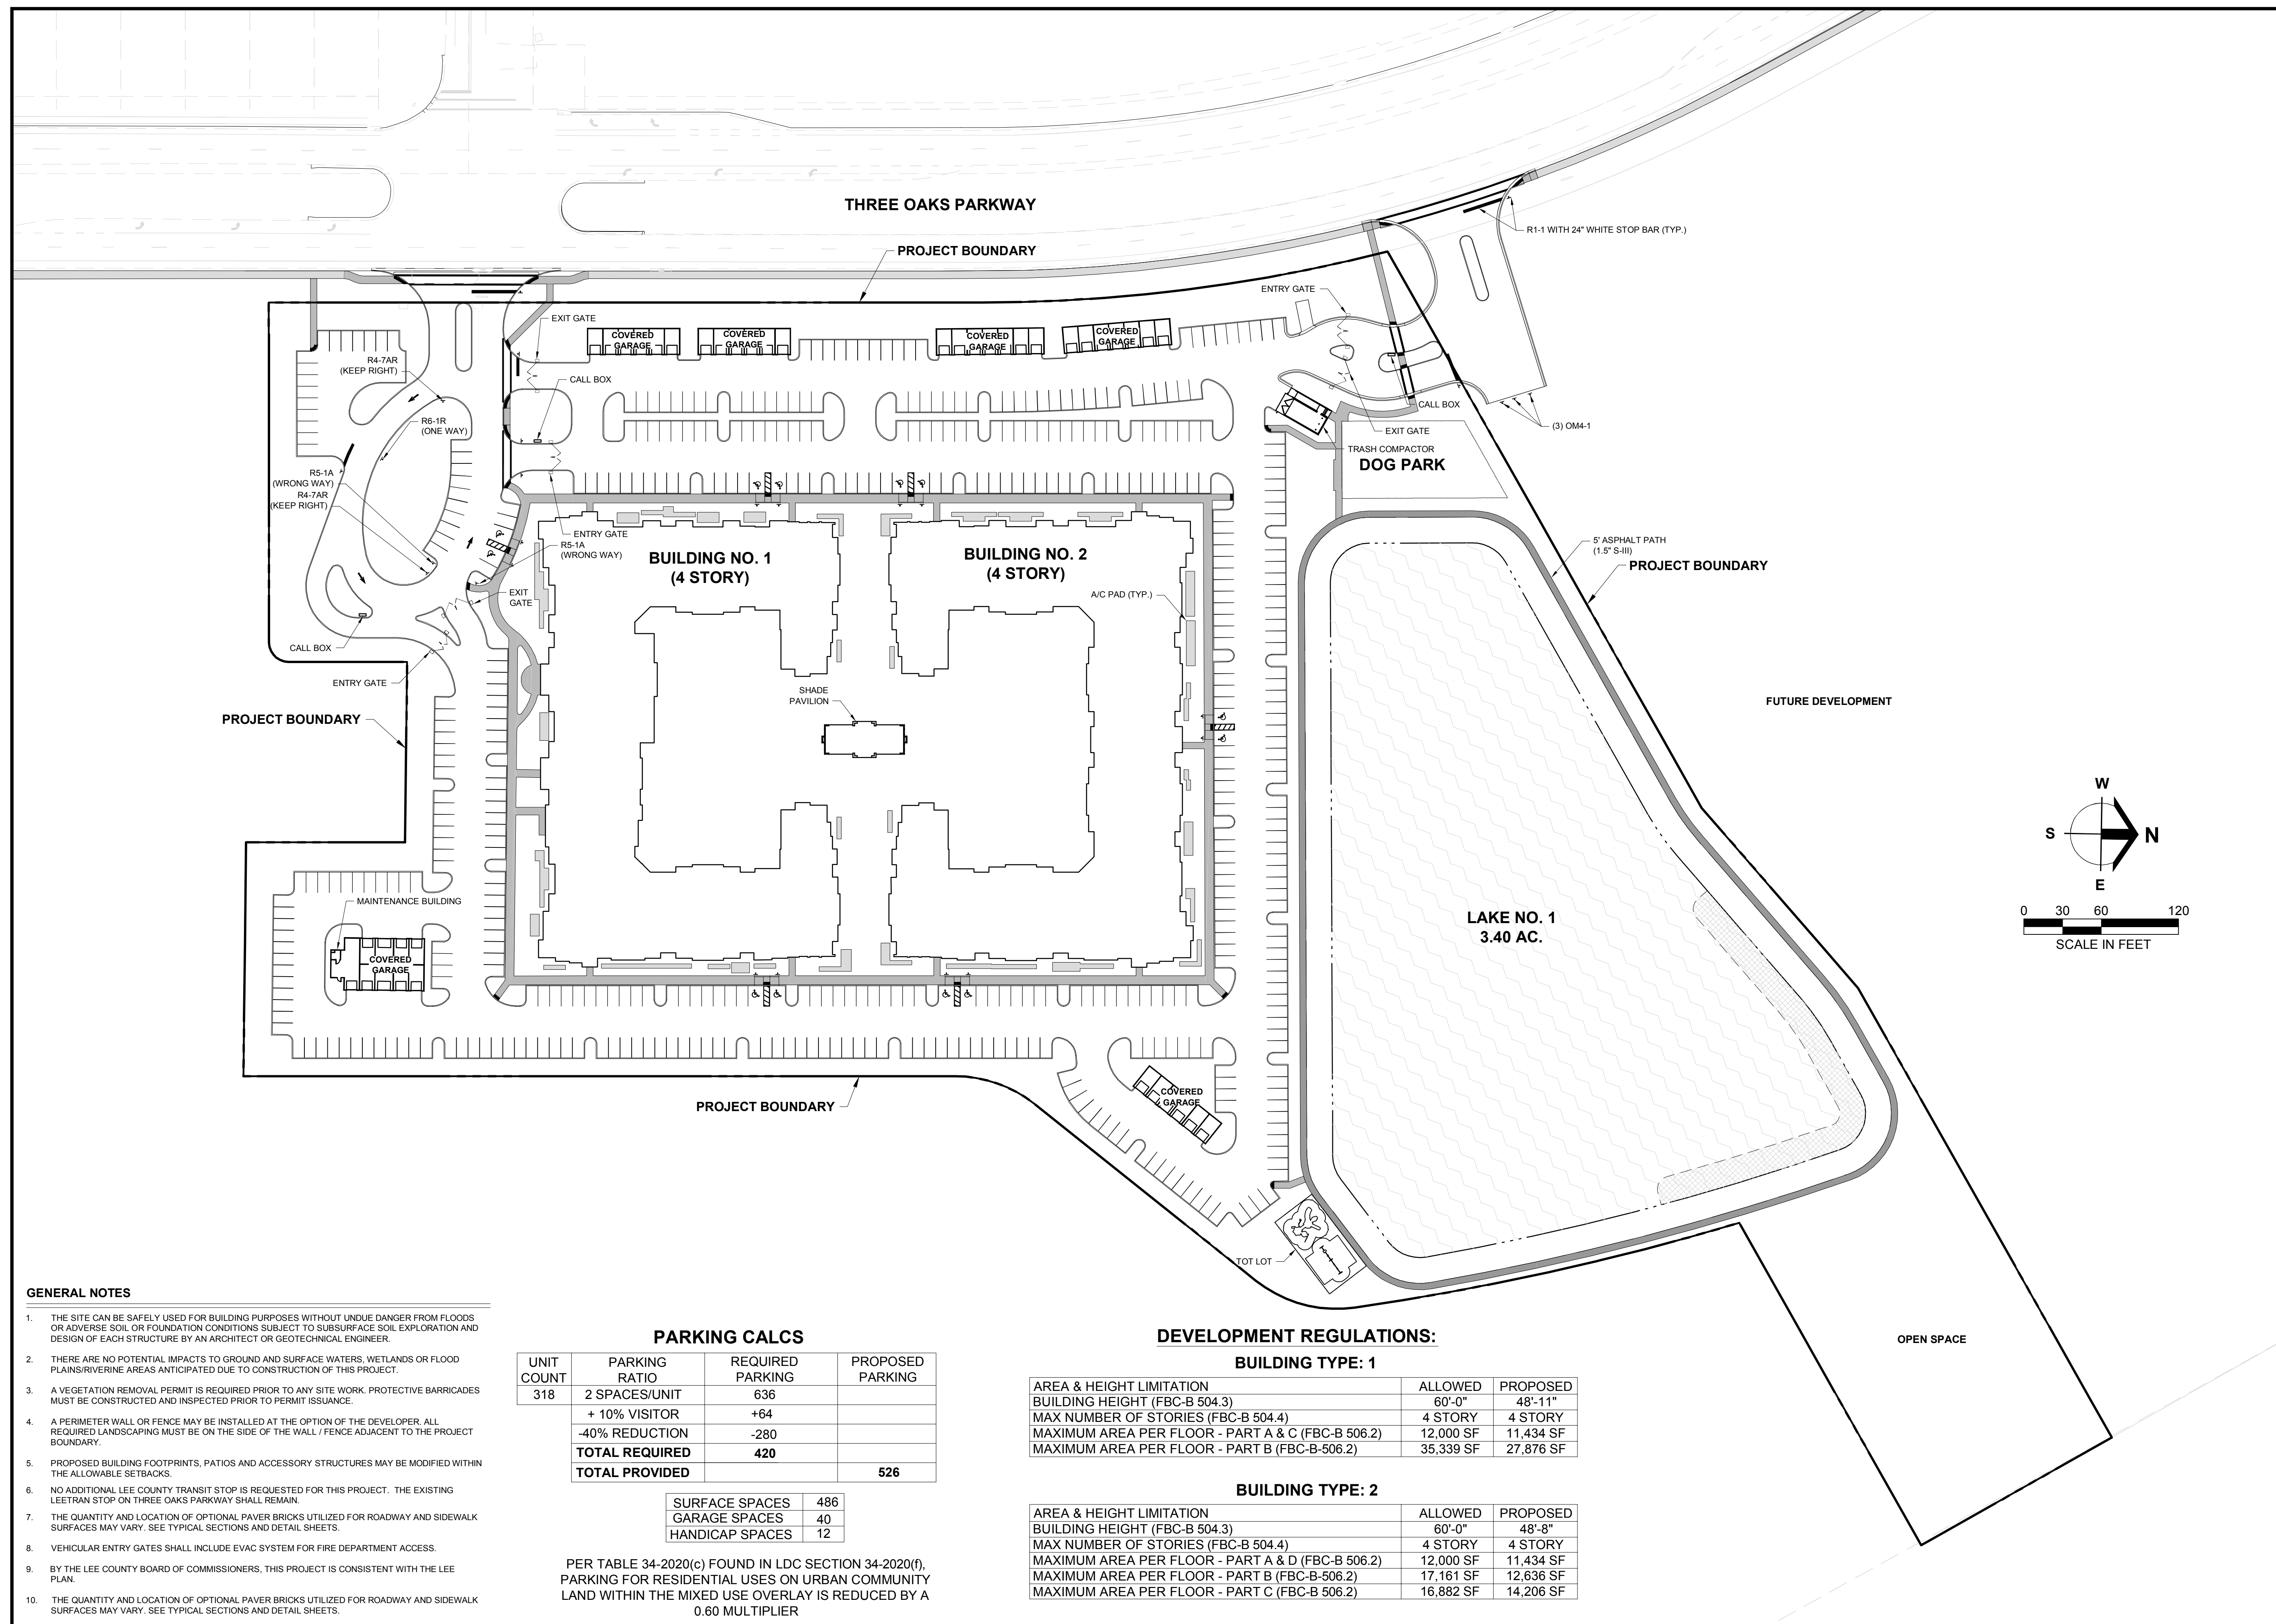 THREE OAKS PARKWAY
R1-1 WITH 24" WHITE STOP BAR (TYP.)
PROJECT BOUNDARY
ENTRY GATE
EXIT GATE
COVERED
GARAGE
COVERED
GARAGE
COVERED
GARAGE
COVERED
GARAGE
R4-7AR
(KEEP RIGHT)
CALL BOX
CALL BOX
R6-1R
(ONE WAY)
(3) OM4-1
EXIT GATE
TRASH COMPACTOR
DOG PARK
R5-1A
(WRONG WAY)
R4-7AR
(KEEP RIGHT)
ENTRY GATE
R5-1A
(WRONG WAY)
BUILDING NO. 1
(4 STORY)
BUILDING NO. 2
(4 STORY)
5' ASPHALT PATH
(1.5" S-III)
PROJECT BOUNDARY
EXIT
GATE
A/C PAD (TYP.)
CALL BOX
ENTRY GATE
SHADE
PAVILION
FUTURE DEVELOPMENT
PROJECT BOUNDARY
W
S
N
E
MAINTENANCE BUILDING
COVERED
GARAGE
LAKE NO. 1
3.40 AC.
0 30 60 120
SCALE IN FEET
COVERED
GARAGE
PROJECT BOUNDARY
TOT LOT
OPEN SPACE
GENERAL NOTES
1. THE SITE CAN BE SAFELY USED FOR BUILDING PURPOSES WITHOUT UNDUE DANGER FROM FLOODS
OR ADVERSE SOIL OR FOUNDATION CONDITIONS SUBJECT TO SUBSURFACE SOIL EXPLORATION AND
DESIGN OF EACH STRUCTURE BY AN ARCHITECT OR GEOTECHNICAL ENGINEER.
2. THERE ARE NO POTENTIAL IMPACTS TO GROUND AND SURFACE WATERS, WETLANDS OR FLOOD
PLAINS/RIVERINE AREAS ANTICIPATED DUE TO CONSTRUCTION OF THIS PROJECT.
3. A VEGETATION REMOVAL PERMIT IS REQUIRED PRIOR TO ANY SITE WORK. PROTECTIVE BARRICADES
MUST BE CONSTRUCTED AND INSPECTED PRIOR TO PERMIT ISSUANCE.
4. A PERIMETER WALL OR FENCE MAY BE INSTALLED AT THE OPTION OF THE DEVELOPER. ALL
REQUIRED LANDSCAPING MUST BE ON THE SIDE OF THE WALL / FENCE ADJACENT TO THE PROJECT
BOUNDARY.
5. PROPOSED BUILDING FOOTPRINTS, PATIOS AND ACCESSORY STRUCTURES MAY BE MODIFIED WITHIN
THE ALLOWABLE SETBACKS.
6. NO ADDITIONAL LEE COUNTY TRANSIT STOP IS REQUESTED FOR THIS PROJECT. THE EXISTING
LEETRAN STOP ON THREE OAKS PARKWAY SHALL REMAIN.
7. THE QUANTITY AND LOCATION OF OPTIONAL PAVER BRICKS UTILIZED FOR ROADWAY AND SIDEWALK
SURFACES MAY VARY. SEE TYPICAL SECTIONS AND DETAIL SHEETS.
8. VEHICULAR ENTRY GATES SHALL INCLUDE EVAC SYSTEM FOR FIRE DEPARTMENT ACCESS.
9. BY THE LEE COUNTY BOARD OF COMMISSIONERS, THIS PROJECT IS CONSISTENT WITH THE LEE
PLAN.
10. THE QUANTITY AND LOCATION OF OPTIONAL PAVER BRICKS UTILIZED FOR ROADWAY AND SIDEWALK
SURFACES MAY VARY. SEE TYPICAL SECTIONS AND DETAIL SHEETS.
PARKING CALCS
UNIT COUNT PARKING RATIO REQUIRED PARKING PROPOSED PARKING
318 2 SPACES/UNIT 636
+ 10% VISITOR +64
-40% REDUCTION -280
TOTAL REQUIRED 420
TOTAL PROVIDED 526
SURFACE SPACES 486
GARAGE SPACES 40
HANDICAP SPACES 12
PER TABLE 34-2020(c) FOUND IN LDC SECTION 34-2020(f),
PARKING FOR RESIDENTIAL USES ON URBAN COMMUNITY
LAND WITHIN THE MIXED USE OVERLAY IS REDUCED BY A
0.60 MULTIPLIER
DEVELOPMENT REGULATIONS:
BUILDING TYPE: 1
AREA & HEIGHT LIMITATION ALLOWED PROPOSED
BUILDING HEIGHT (FBC-B 504.3) 60'-0" 48'-11"
MAX NUMBER OF STORIES (FBC-B 504.4) 4 STORY 4 STORY
MAXIMUM AREA PER FLOOR - PART A & C (FBC-B 506.2) 12,000 SF 11,434 SF
MAXIMUM AREA PER FLOOR - PART B (FBC-B-506.2) 35,339 SF 27,876 SF
BUILDING TYPE: 2
AREA & HEIGHT LIMITATION ALLOWED PROPOSED
BUILDING HEIGHT (FBC-B 504.3) 60'-0" 48'-8"
MAX NUMBER OF STORIES (FBC-B 504.4) 4 STORY 4 STORY
MAXIMUM AREA PER FLOOR - PART A & D (FBC-B 506.2) 12,000 SF 11,434 SF
MAXIMUM AREA PER FLOOR - PART B (FBC-B-506.2) 17,161 SF 12,636 SF
MAXIMUM AREA PER FLOOR - PART C (FBC-B 506.2) 16,882 SF 14,206 SF